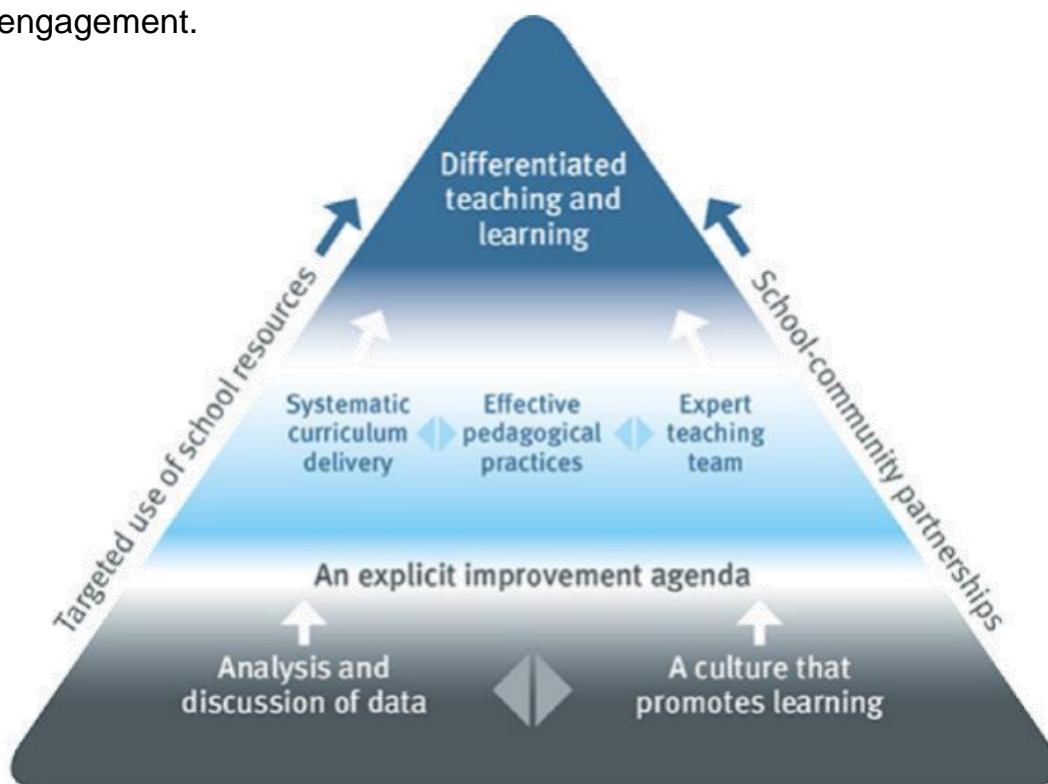 engagement.
Differentiated
teaching and
learning
Targeted use of school resources
School-community partnerships
Systematic
curriculum
delivery
Effective
pedagogical
practices
Expert
teaching
team
An explicit improvement agenda
Analysis and
discussion of data
A culture that
promotes learning